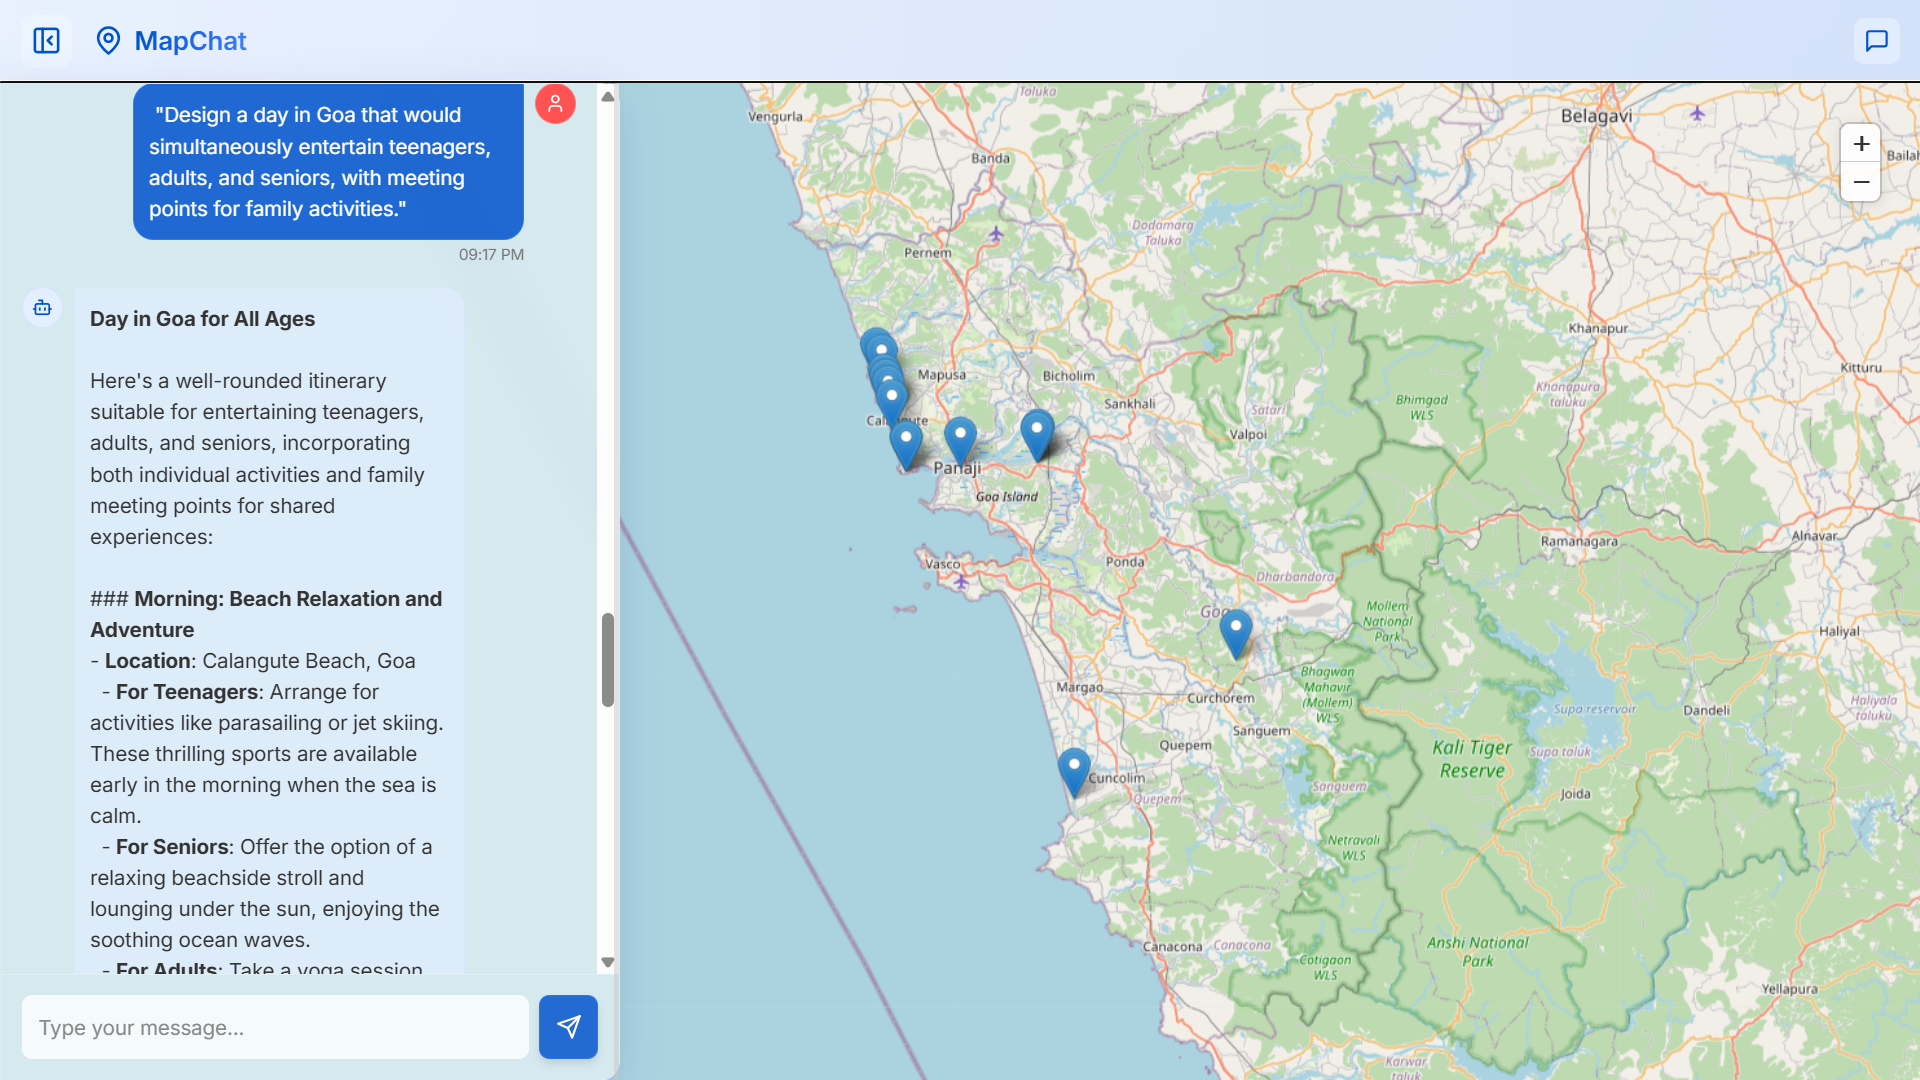 MapChat
"Design a day in Goa that would
simultaneously entertain teenagers,
adults, and seniors, with meeting
points for family activities."
09:17 PM
Day in Goa for All Ages
Here's a well-rounded itinerary
suitable for entertaining teenagers,
adults, and seniors, incorporating
both individual activities and family
meeting points for shared
experiences:
### Morning: Beach Relaxation and
Adventure
- Location: Calangute Beach, Goa
- For Teenagers: Arrange for
activities like parasailing or jet skiing.
These thrilling sports are available
early in the morning when the sea is
calm.
- For Seniors: Offer the option of a
relaxing beachside stroll and
lounging under the sun, enjoying the
soothing ocean waves.
- For Adults: Take a yoga session
Type your message...
Taluka
Vengurla
Belagavi
+
−
Banda
Dodamarg
Taluka
Pernem
Khanapur
Mapusa
Bicholim
Kitturu
Khanapura
taluku
Sankhali
Satari
Bhimgad
WLS
Valpoi
Panaji
Goa Island
Ramanagara
Alnavar
Vasco
Ponda
Dharbandora
Goa
Mollem
National
Park
Haliyal
Margao
Curchorem
Bhagwan
Mahavir
(Mollem)
WLS
Haliyala
taluku
Supa reservoir
Dandeli
Sanguem
Quepem
Kali Tiger
Reserve
Supa taluk
Cuncolim
Quepem
Sanguem
Joida
Netravali
WLS
Canacona
Canacona
Cotigaon
WLS
Anshi National
Park
Yellapura
Karwar
taluk